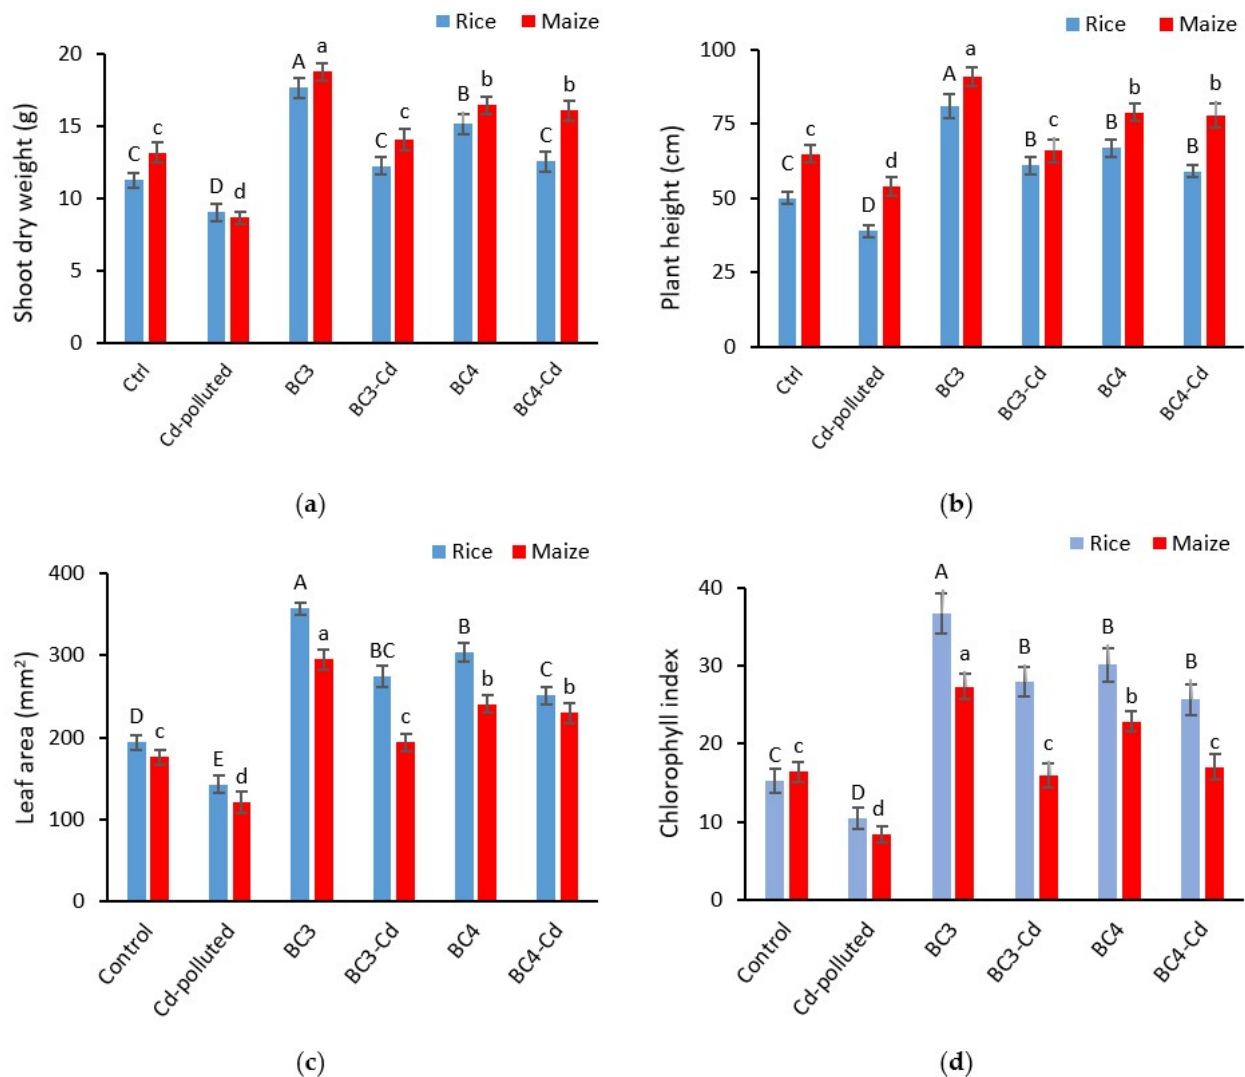 Rice Maize
Shoot dry weight (g)
20
15
10
5
0
C c D d A a C c B b C b
Ctrl Cd-polluted BC3 BC3-Cd BC4 BC4-Cd
(a)
Rice Maize
Plant height (cm)
100
75
50
25
0
C c D d A a B c B b B b
Ctrl Cd-polluted BC3 BC3-Cd BC4 BC4-Cd
(b)
Rice Maize
Leaf area (mm²)
400
300
200
100
0
D c E d A a BC c B b C b
Control Cd-polluted BC3 BC3-Cd BC4 BC4-Cd
(c)
Rice Maize
Chlorophyll index
40
30
20
10
0
C c D d A a B c B b B c
Control Cd-polluted BC3 BC3-Cd BC4 BC4-Cd
(d)